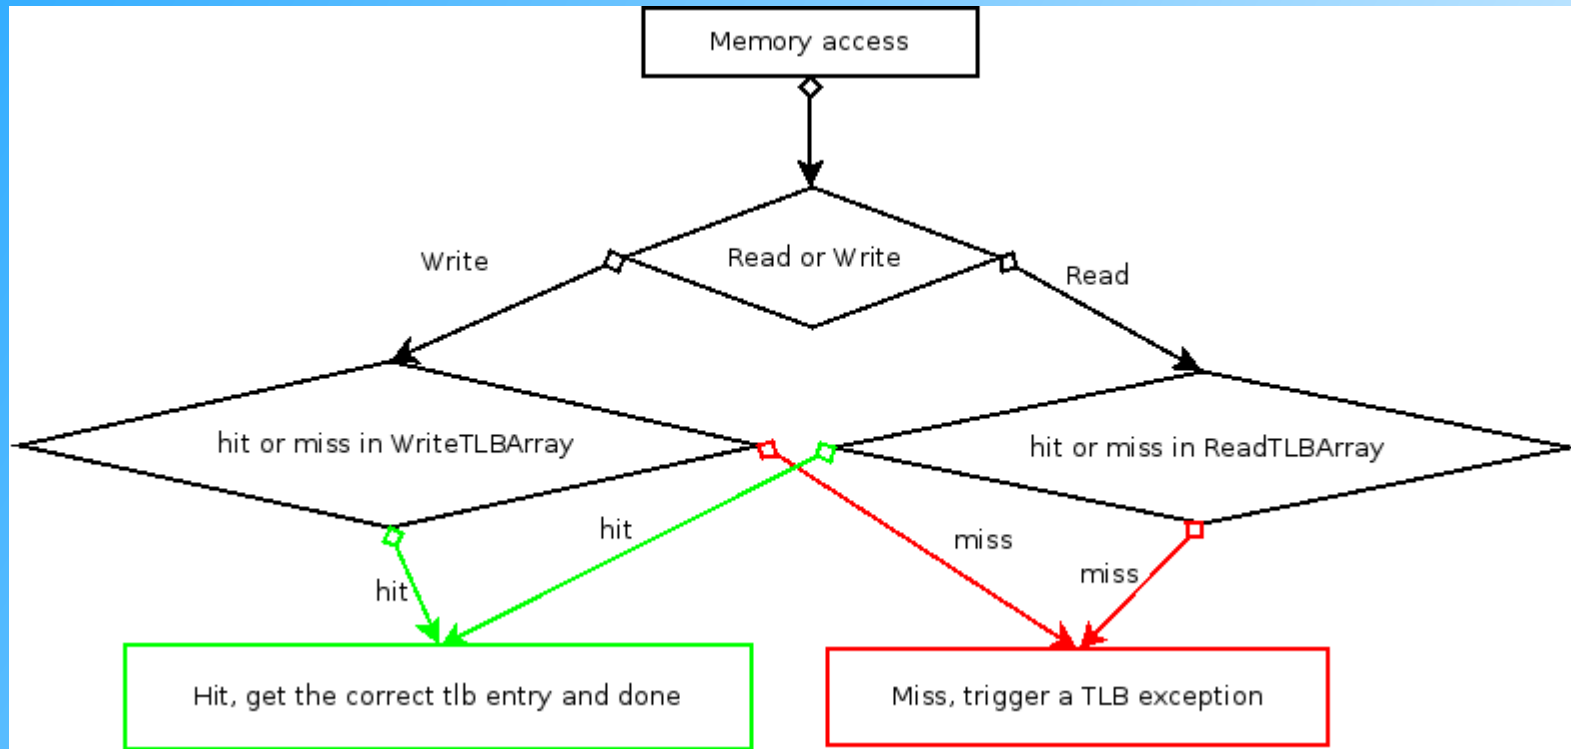 Memory access
Read or Write
Write
Read
hit or miss in WriteTLBArray
hit or miss in ReadTLBArray
hit
miss
hit
miss
Hit, get the correct tlb entry and done
Miss, trigger a TLB exception